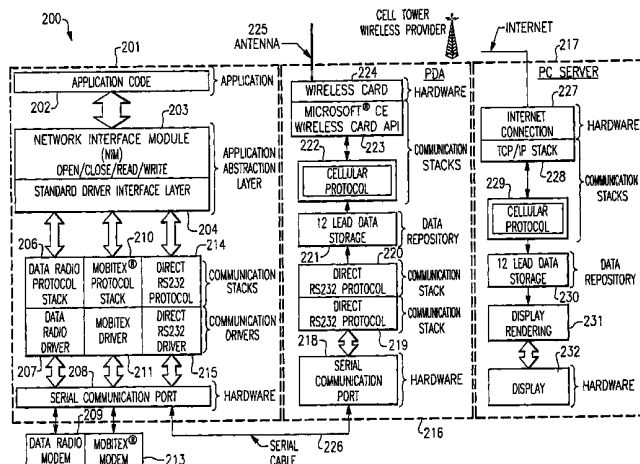 200
201
225
ANTENNA
CELL TOWER
WIRELESS PROVIDER
INTERNET
217
APPLICATION CODE
APPLICATION
202
203
NETWORK INTERFACE MODULE
(NIM)
OPEN/CLOSE/READ/WRITE
STANDARD DRIVER INTERFACE LAYER
APPLICATION
ABSTRACTION
LAYER
204
206
210
214
DATA RADIO
PROTOCOL
STACK
MOBITEX®
PROTOCOL
STACK
DIRECT
RS232
PROTOCOL
COMMUNICATION
STACKS
DATA
RADIO
DRIVER
MOBITEX
DRIVER
DIRECT
RS232
DRIVER
COMMUNICATION
DRIVERS
207
208
211
215
SERIAL COMMUNICATION PORT
HARDWARE
209
DATA RADIO
MODEM
MOBITEX®
MODEM
213
SERIAL
CABLE
226
216
224
PDA
WIRELESS CARD
HARDWARE
MICROSOFT® CE
WIRELESS CARD API
222
223
COMMUNICATION
STACKS
CELLULAR
PROTOCOL
12 LEAD DATA
STORAGE
DATA
REPOSITORY
221
220
DIRECT
RS232 PROTOCOL
COMMUNICATION
STACK
DIRECT
RS232 PROTOCOL
COMMUNICATION
STACK
218
219
SERIAL
COMMUNICATION
PORT
HARDWARE
PC SERVER
227
INTERNET
CONNECTION
HARDWARE
TCP/IP STACK
229
228
COMMUNICATION
STACKS
CELLULAR
PROTOCOL
12 LEAD DATA
STORAGE
DATA
REPOSITORY
230
DISPLAY
RENDERING
231
232
DISPLAY
HARDWARE